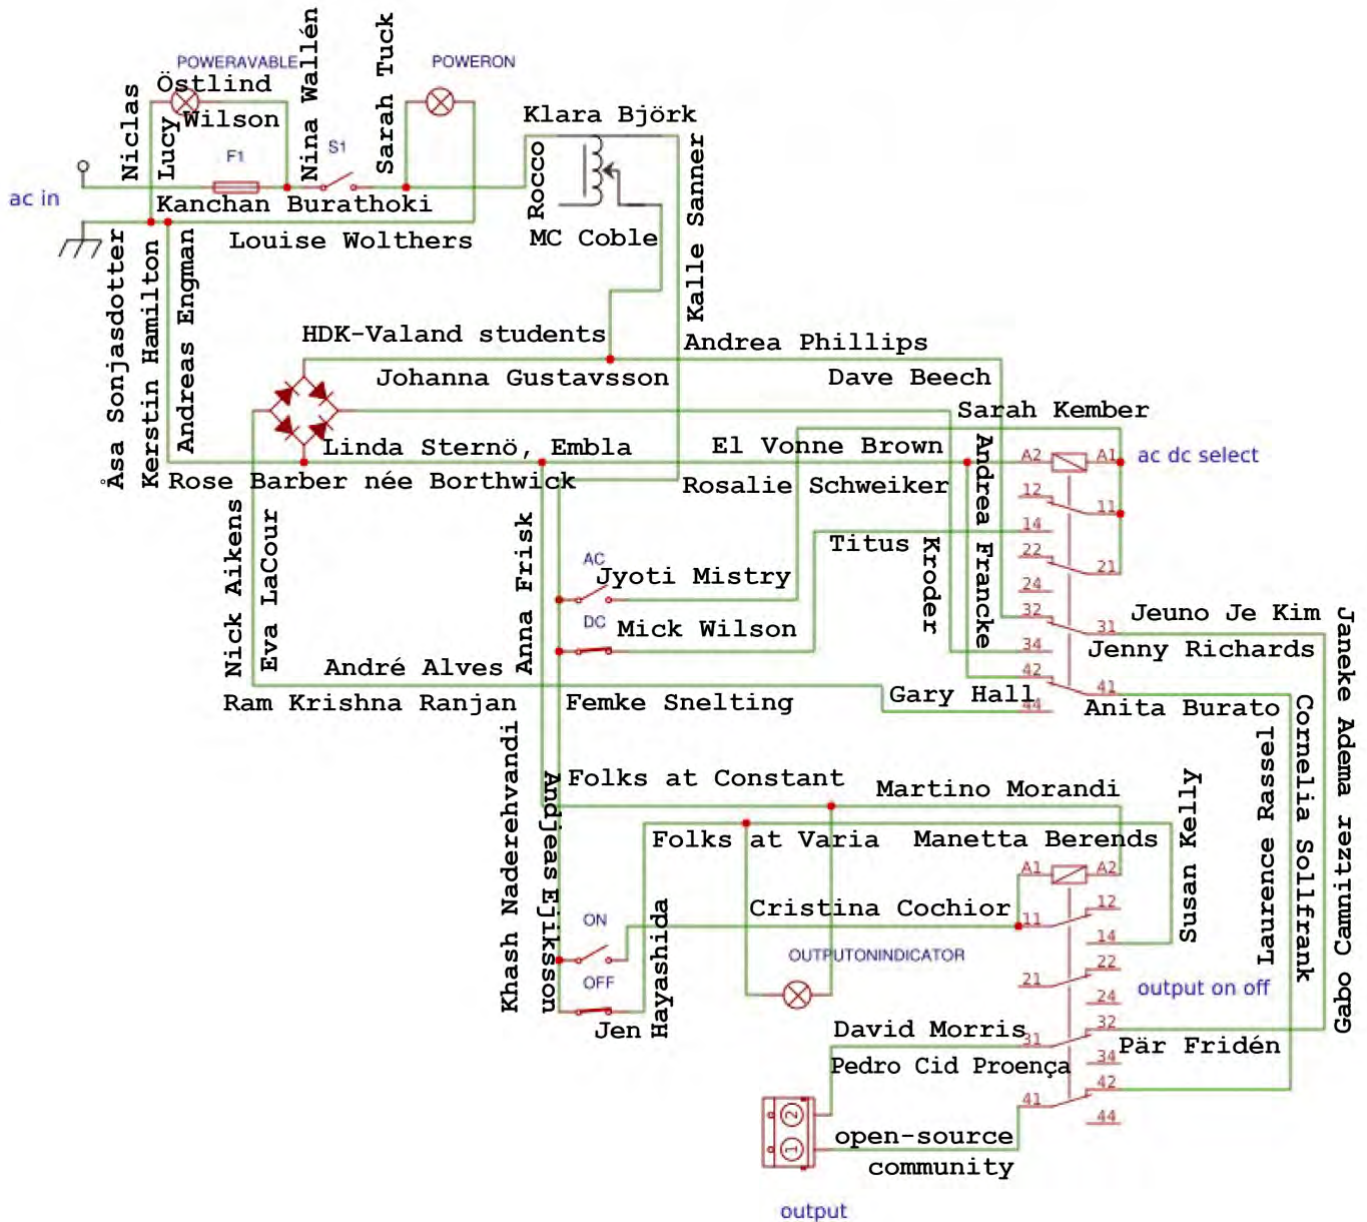 POWERAVABLE
POWERON
Niclas
Östlind
Lucy
Wilson
Nina Wallén
Sarah Tuck
F1
S1
ac in
Kanchan Burathoki
Louise Wolthers
Klara Björk
Rocco
MC Coble
Kalle Sanner
Åsa Sonjasdotter
Kerstin Hamilton
Andreas Engman
HDK-Valand students
Johanna Gustavsson
Andrea Phillips
Dave Beech
Sarah Kember
Linda Sternö, Embla
Rose Barber née Borthwick
El Vonne Brown
Rosalie Schweiker
Andrea Francke
A2
A1
ac dc select
12
11
14
22
21
24
32
31
34
42
41
44
Nick Aikens
Eva LaCour
Anna Frisk
AC
Jyoti Mistry
DC
Mick Wilson
Titus
Kroder
André Alves
Ram Krishna Ranjan
Femke Snelting
Gary Hall
Jeuno Je Kim
Jenny Richards
Anita Burato
Laurence Rassel
Cornelia Sollfrank
Janeke Adema
Gabo Camnitzer
Khash Naderehvandi
Andjeas Ejiksson
Folks at Constant
Martino Morandi
Folks at Varia
Manetta Berends
Susan Kelly
A1
A2
Cristina Cochior
11
12
14
ON
OFF
Jen
Hayashida
OUTPUTONINDICATOR
21
22
24
output on off
David Morris
31
32
Pär Fridén
Pedro Cid Proença
34
41
42
44
2
1
open-source
community
output